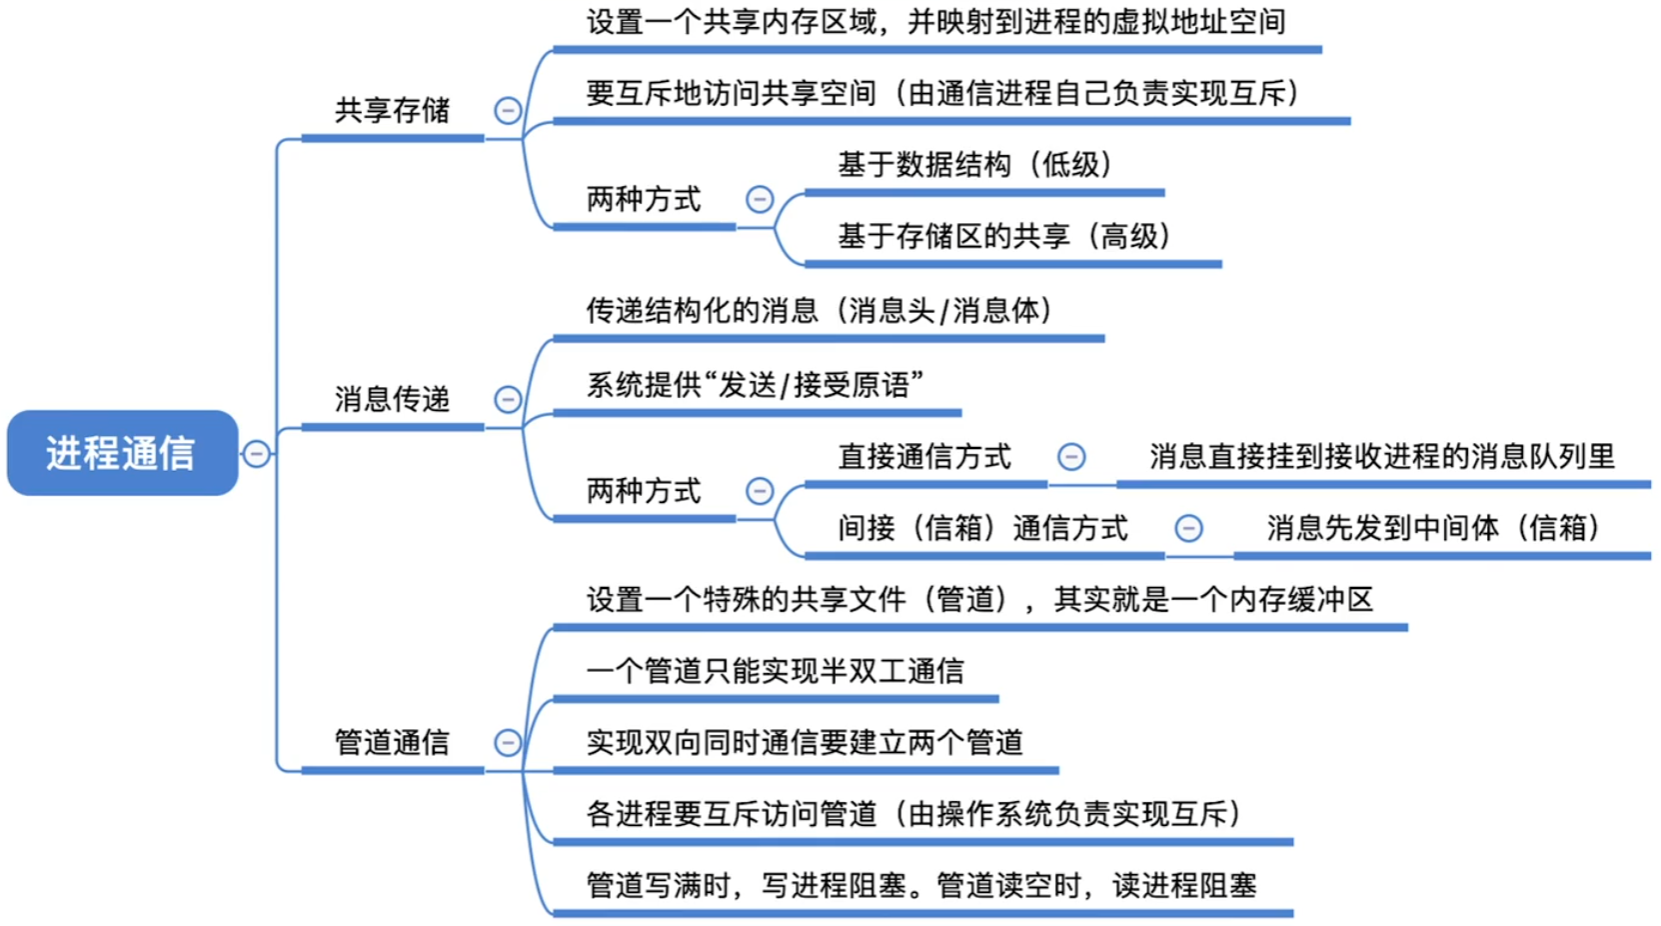 进程通信
共享存储
设置一个共享内存区域，并映射到进程的虚拟地址空间
要互斥地访问共享空间（由通信进程自己负责实现互斥）
两种方式
基于数据结构（低级）
基于存储区的共享（高级）
消息传递
传递结构化的消息（消息头/消息体）
系统提供“发送/接受原语”
两种方式
直接通信方式
消息直接挂到接收进程的消息队列里
间接（信箱）通信方式
消息先发到中间体（信箱）
管道通信
设置一个特殊的共享文件（管道），其实就是一个内存缓冲区
一个管道只能实现半双工通信
实现双向同时通信要建立两个管道
各进程要互斥访问管道（由操作系统负责实现互斥）
管道写满时，写进程阻塞。管道读空时，读进程阻塞